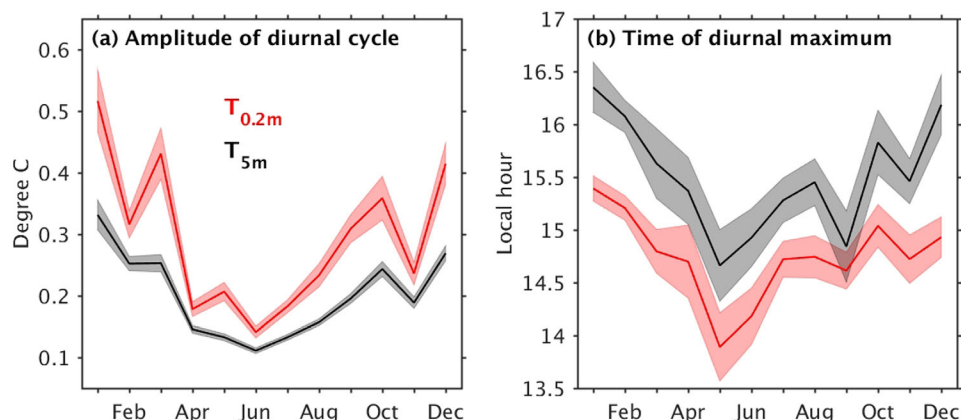 (a) Amplitude of diurnal cycle
0.6
0.5
0.4
0.3
0.2
0.1
Degree C
T0.2m
T5m
Feb Apr Jun Aug Oct Dec
(b) Time of diurnal maximum
17
16.5
16
15.5
15
14.5
14
13.5
Local hour
Feb Apr Jun Aug Oct Dec